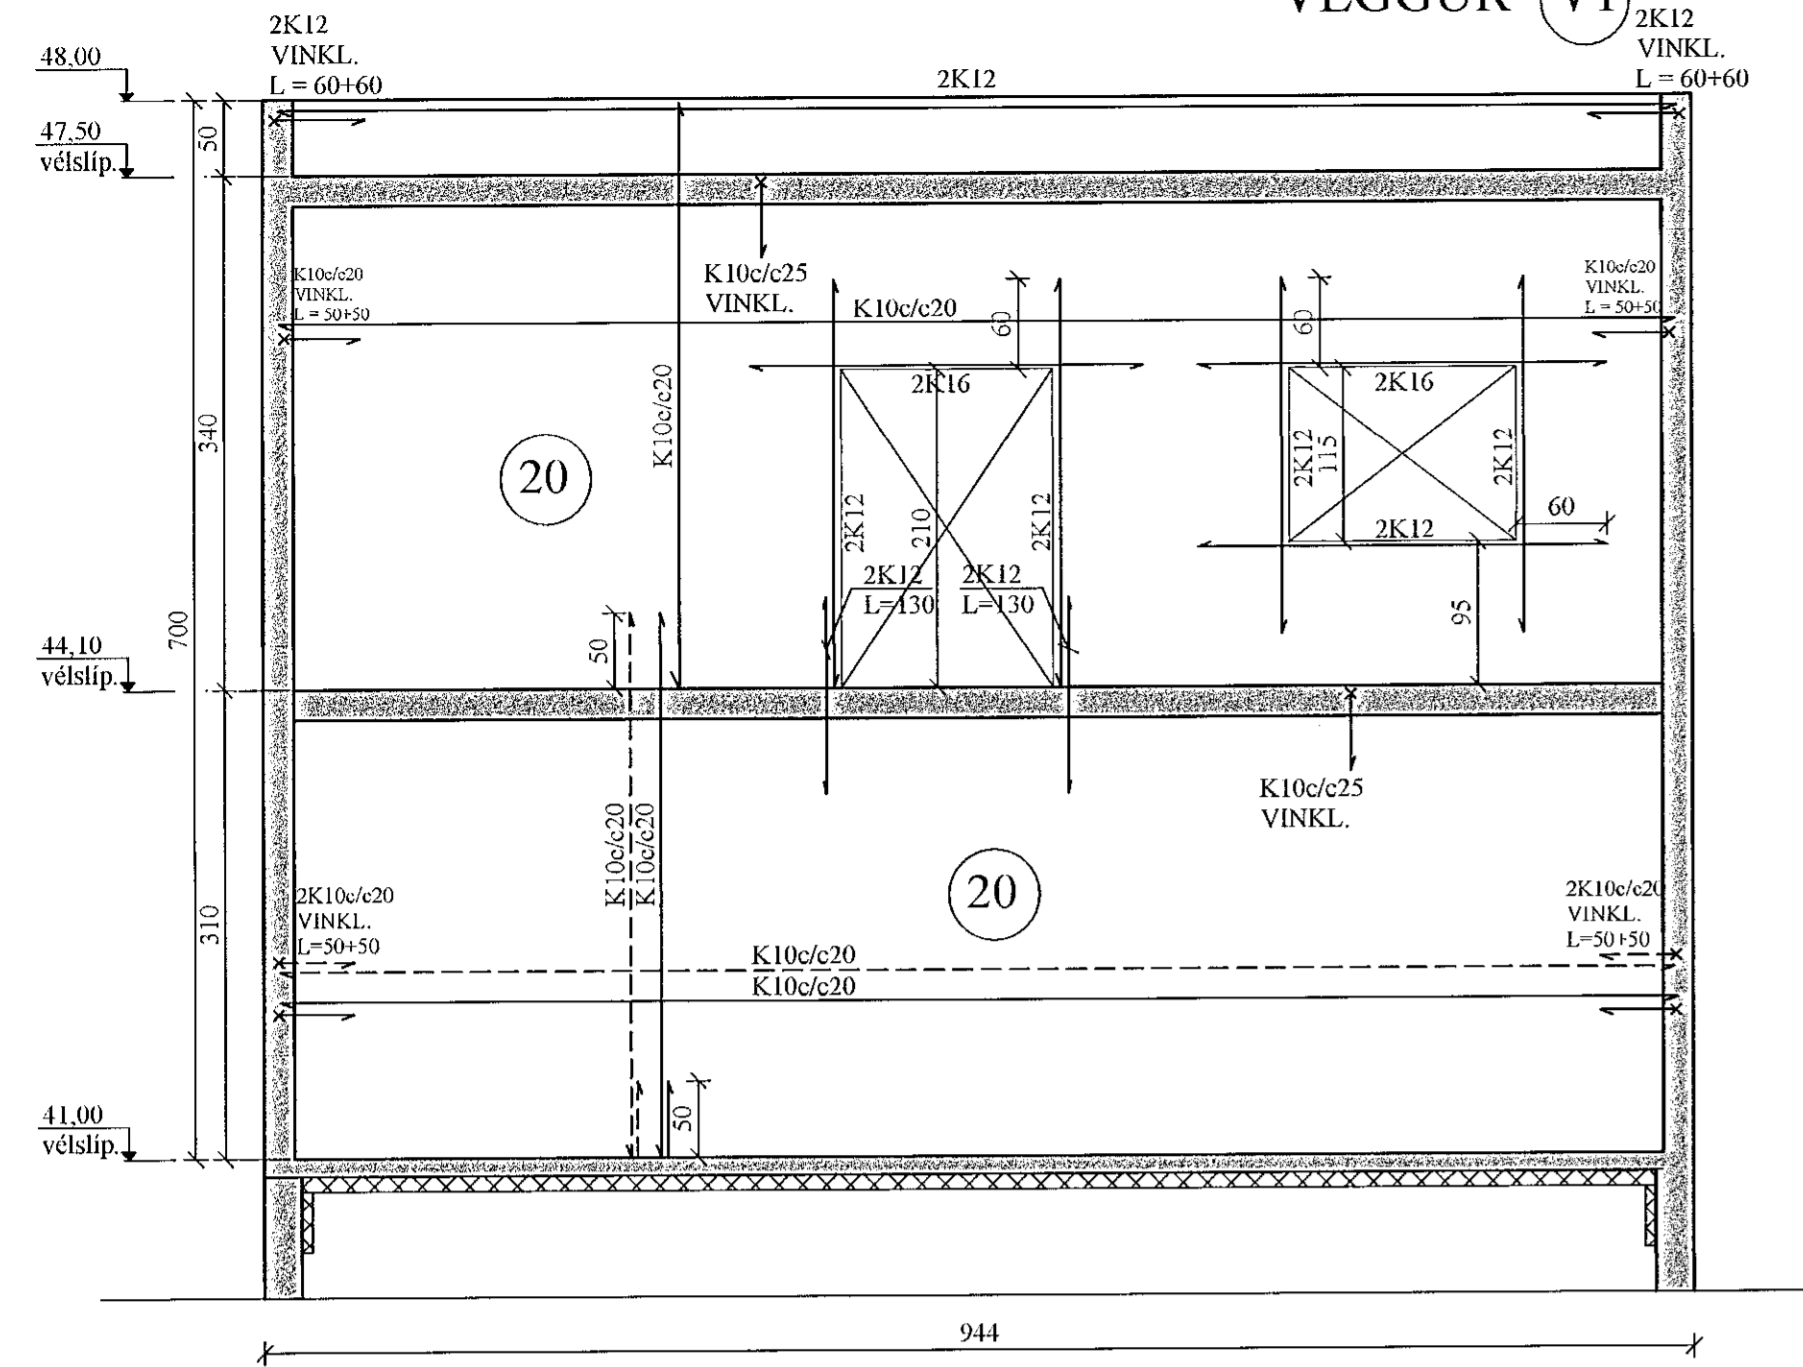 VEGGUR V1
2K12
VINKL.
L = 60+60
2K12
VINKL.
L = 60+60
48,00
2K12
50
47,50
vélslíp.
K10c/c25
VINKL.
K10c/c20
VINKL.
L = 50+50
K10c/c20
VINKL.
L = 50+50
K10c/c20
60
60
K10c/c20
2K16
2K16
340
20
2K12
210
2K12
2K12
115
2K12
2K12
60
2K12
L=130
2K12
L=130
95
700
50
44,10
vélslíp.
K10c/c25
VINKL.
K10c/c20
K10c/c20
20
310
2K10c/c20
VINKL.
L=50+50
2K10c/c20
VINKL.
L=50+50
K10c/c20
K10c/c20
50
41,00
vélslíp.
944